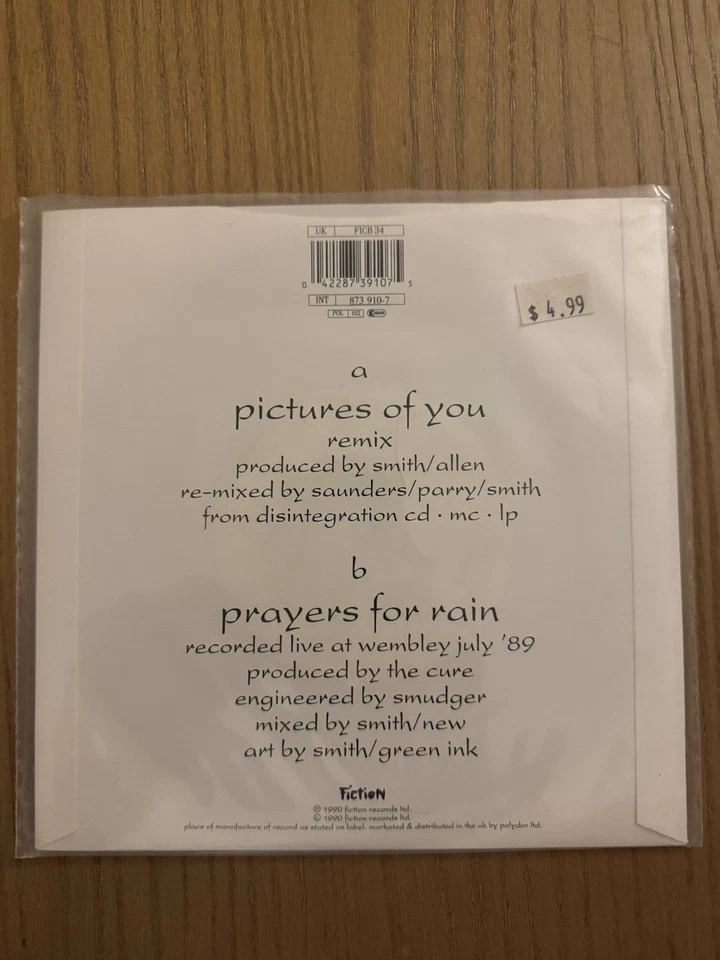 UK FICB 34
0 42287 39107 5
INT 873 910-7
POL 102
$ 4.99
a
pictures of you
remix
produced by smith/allen
re-mixed by saunders/parry/smith
from disintegration cd · mc · lp
b
prayers for rain
recorded live at wembley july '89
produced by the cure
engineered by smudger
mixed by smith/new
art by smith/green ink
Fiction
℗ 1990 fiction records ltd.
© 1990 fiction records ltd.
place of manufacture of record as stated on label. marketed & distributed in the uk by polydor ltd.